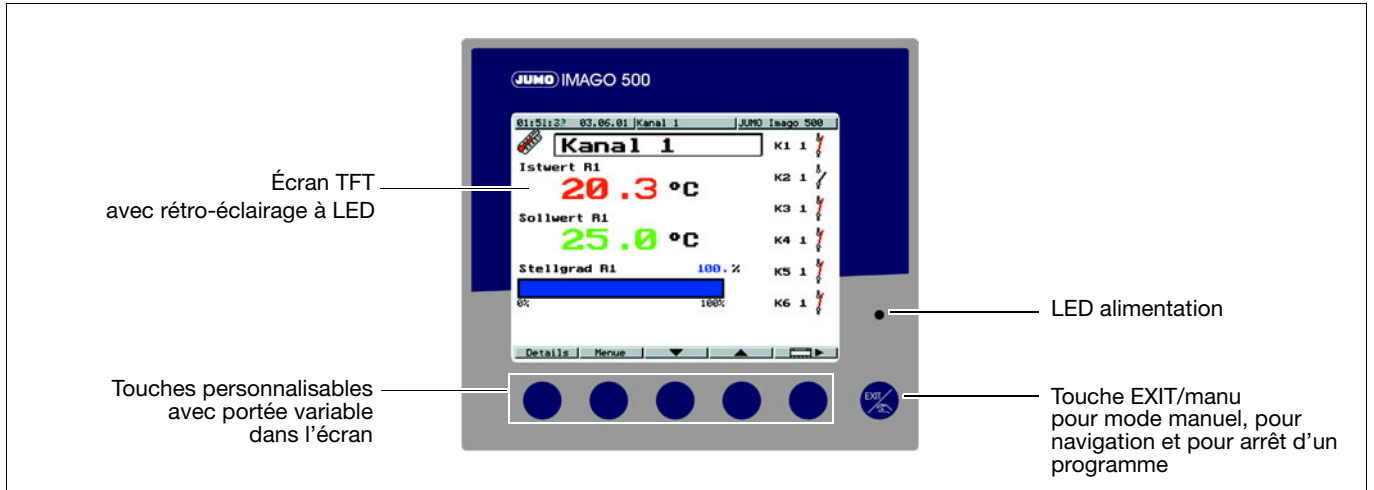 JUMO IMAGO 500
01:51:37 03.06.01 Kanal 1 JUMO Imago 500
Kanal 1
Istwert R1
20.3 °C
Sollwert R1
25.0 °C
Stellgrad R1 100.%
0% 100%
K1 1
K2 1
K3 1
K4 1
K5 1
K6 1
Details Menue
EXIT
Écran TFT
avec rétro-éclairage à LED
Touches personnalisables
avec portée variable
dans l'écran
LED alimentation
Touche EXIT/manu
pour mode manuel, pour
navigation et pour arrêt d'un
programme